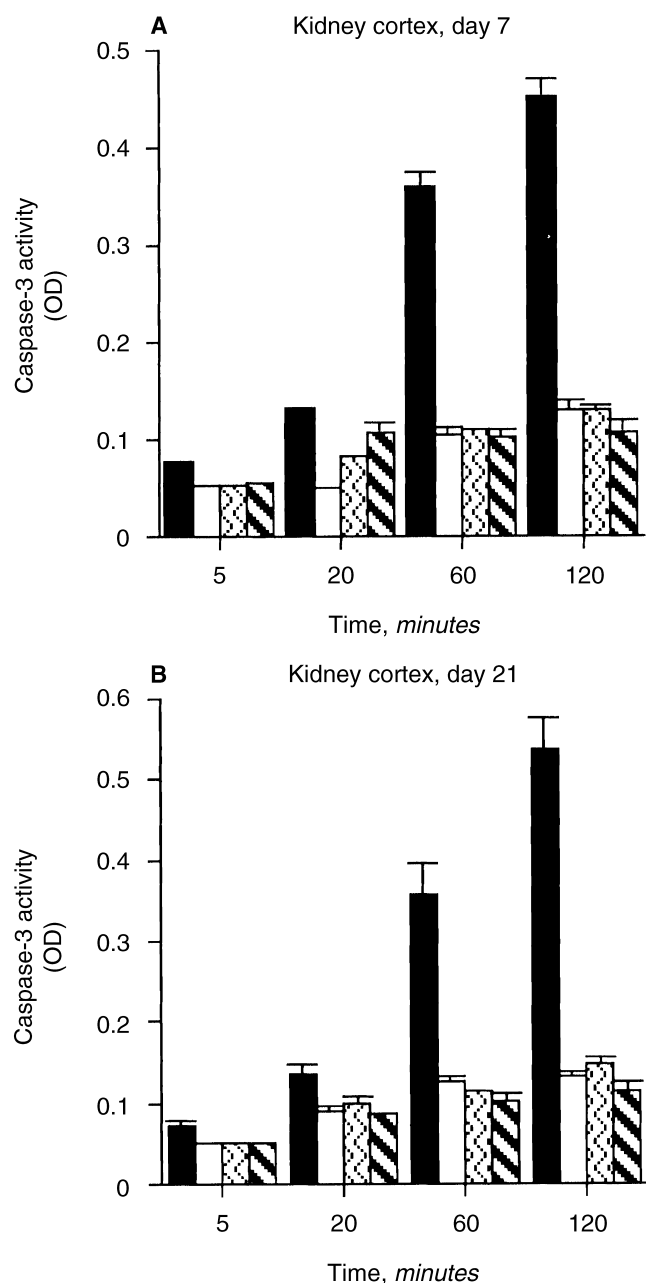 A Kidney cortex, day 7
0.5
0.4
0.3
0.2
0.1
0
Caspase-3 activity
(OD)
5 20 60 120
Time, minutes
B Kidney cortex, day 21
0.6
0.5
0.4
0.3
0.2
0.1
0
Caspase-3 activity
(OD)
5 20 60 120
Time, minutes